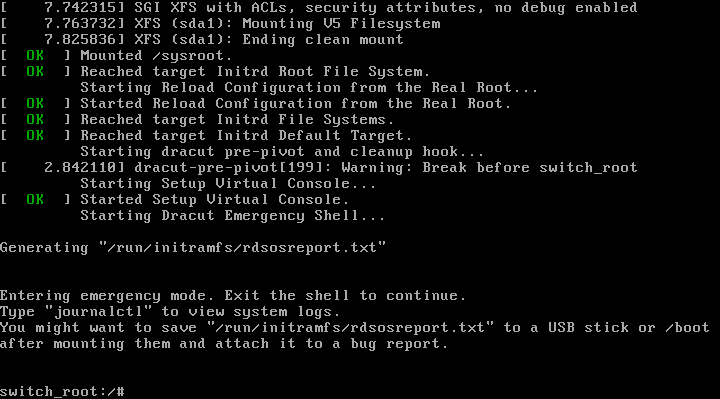 [    7.742315] SGI XFS with ACLs, security attributes, no debug enabled
[    7.763732] XFS (sda1): Mounting V5 Filesystem
[    7.825836] XFS (sda1): Ending clean mount
[  OK  ] Mounted /sysroot.
[  OK  ] Reached target Initrd Root File System.
         Starting Reload Configuration from the Real Root...
[  OK  ] Started Reload Configuration from the Real Root.
[  OK  ] Reached target Initrd File Systems.
[  OK  ] Reached target Initrd Default Target.
         Starting dracut pre-pivot and cleanup hook...
[    2.842110] dracut-pre-pivot[199]: Warning: Break before switch_root
         Starting Setup Virtual Console...
[  OK  ] Started Setup Virtual Console.
         Starting Dracut Emergency Shell...
Generating "/run/initramfs/rdsosreport.txt"
Entering emergency mode. Exit the shell to continue.
Type "journalctl" to view system logs.
You might want to save "/run/initramfs/rdsosreport.txt" to a USB stick or /boot
after mounting them and attach it to a bug report.
switch_root:/#